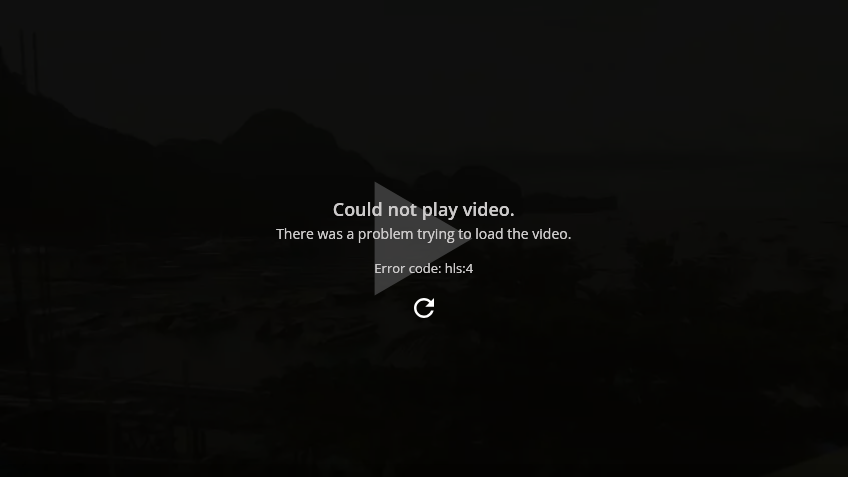 Could not play video.
There was a problem trying to load the video.
Error code: hls:4